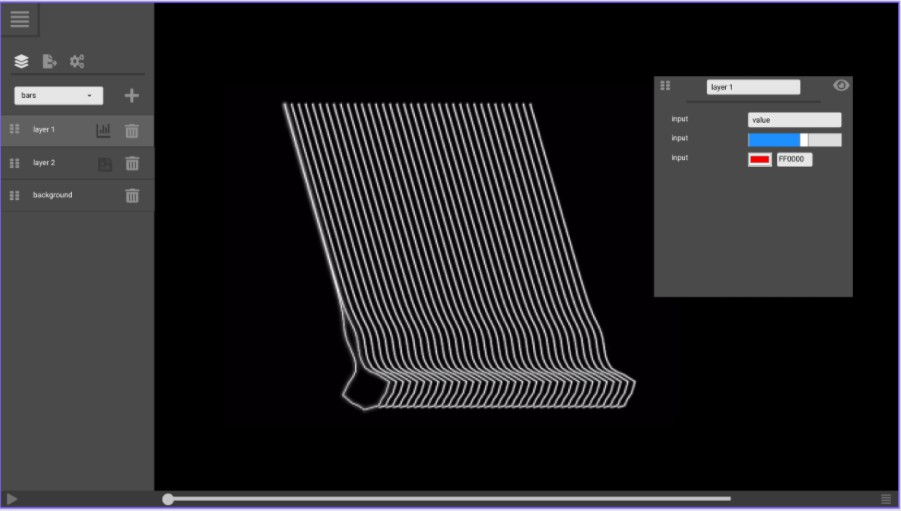 bars
layer 1
layer 2
background
layer 1
input
value
input
input
FF0000